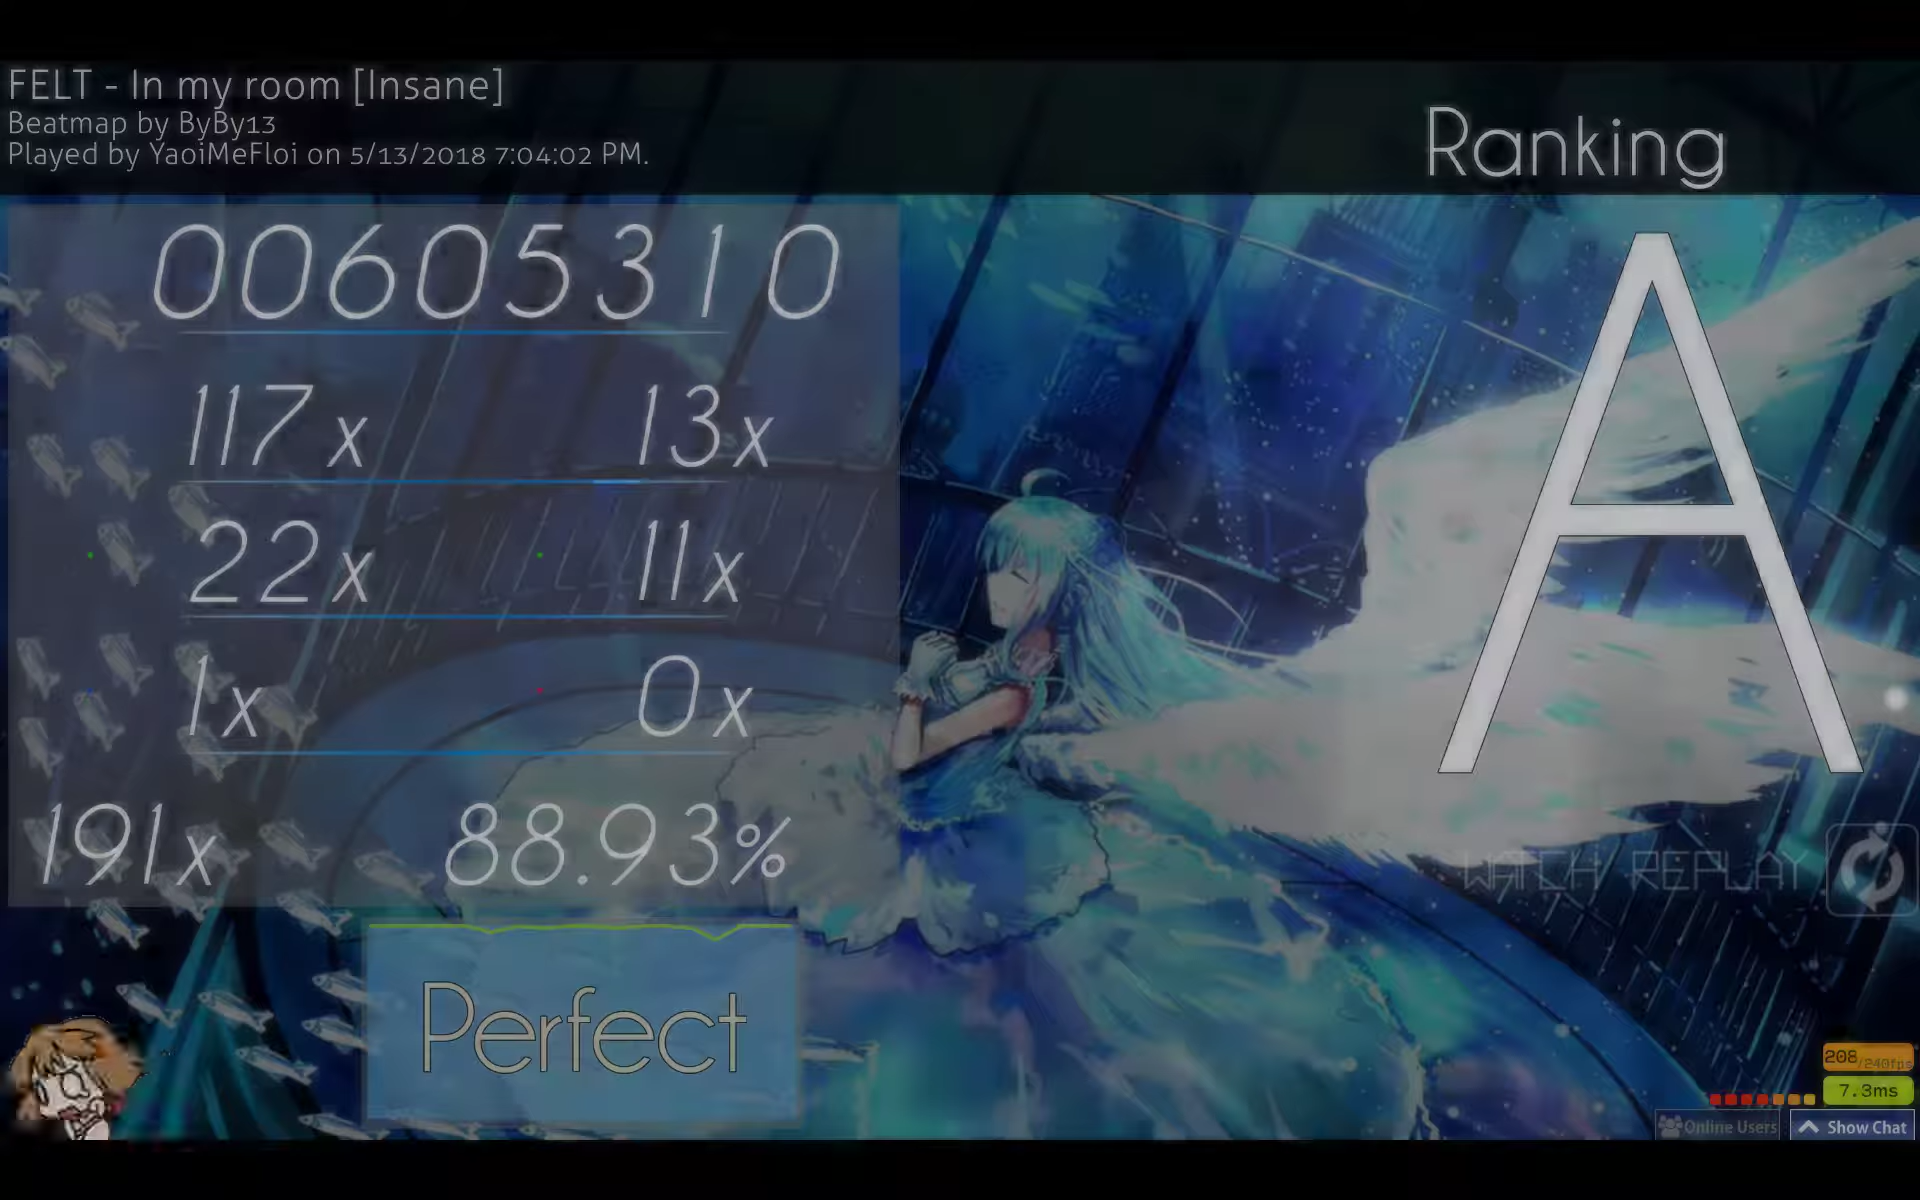 FELT - In my room [Insane]
Beatmap by ByBy13
Played by YaoiMeFloi on 5/13/2018 7:04:02 PM.
Ranking
00605310
A
117x 13x
22x 11x
1x 0x
191x 88.93%
WATCH REPLAY
Perfect
208/240fps
7.3ms
Online Users
Show Chat